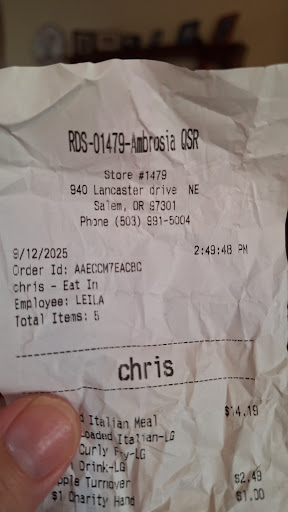 RDS-01479-Ambrosia QSR
Store #1479
940 Lancaster drive NE
Salem, OR 97301
Phone (503) 991-5004
9/12/2025 2:49:48 PM
Order Id: AAECCM7EACBC
chris - Eat In
Employee: LEILA
Total Items: 5
chris
Italian Meal $14.19
Loaded Italian-LG
Curly Fry-LG
Drink-LG
Turnover $2.49
$1 Charity Hand $1.00